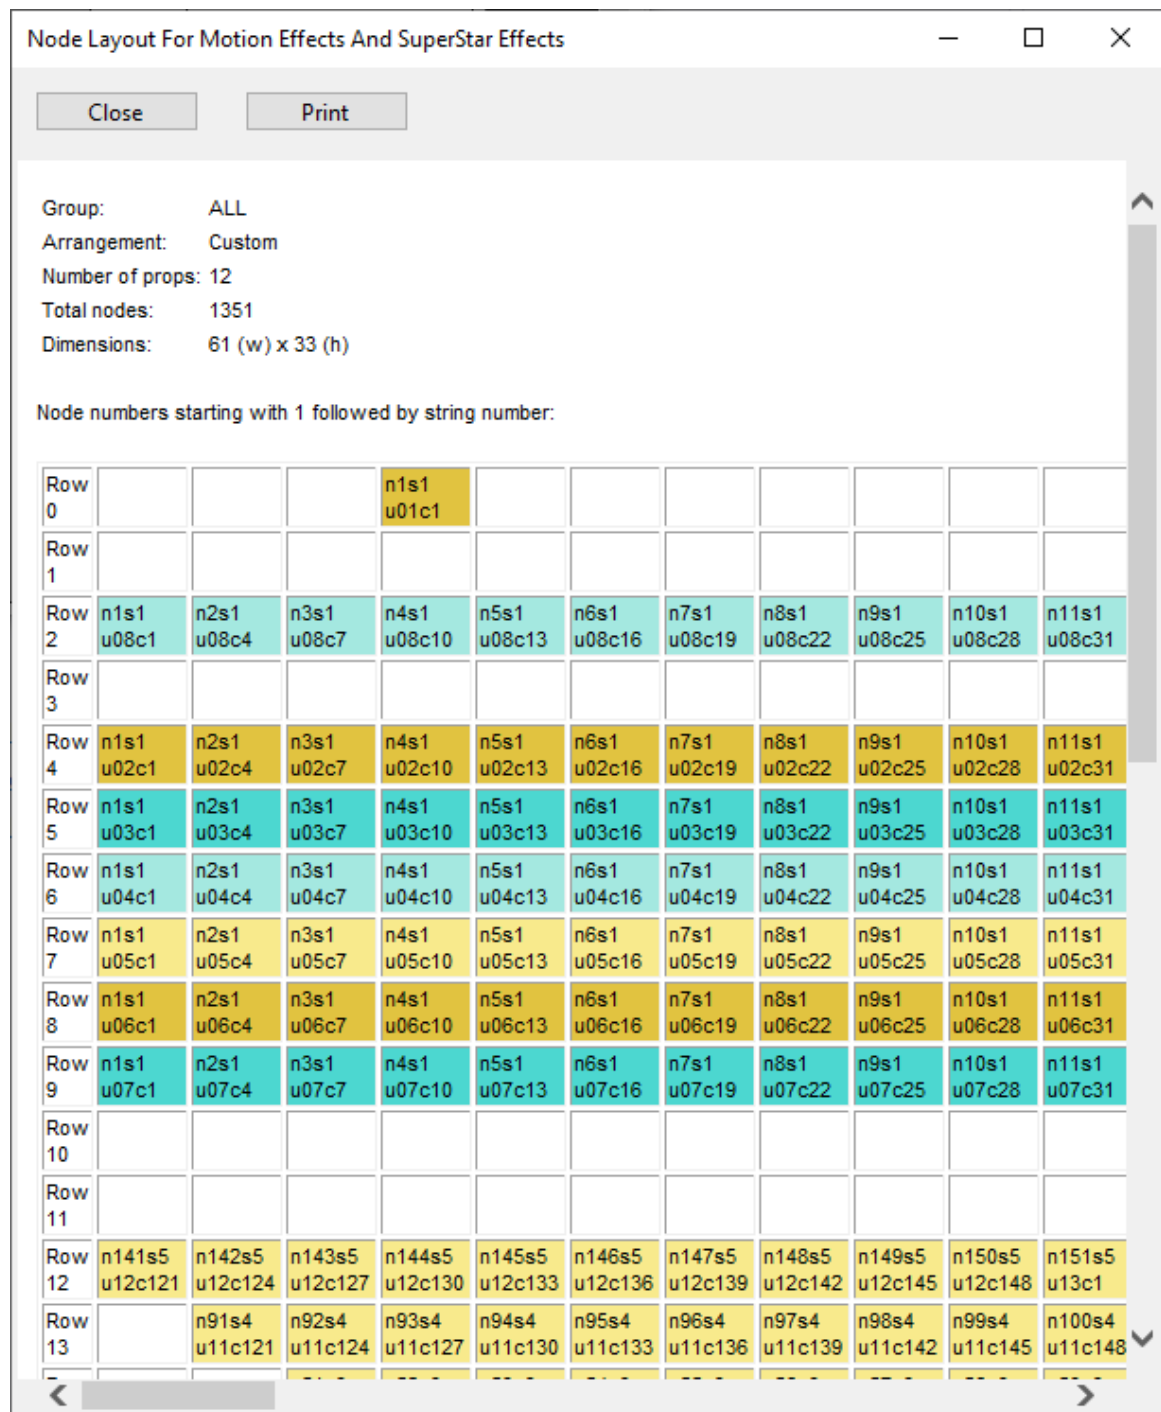 Node Layout For Motion Effects And SuperStar Effects
Close Print
Group: ALL
Arrangement: Custom
Number of props: 12
Total nodes: 1351
Dimensions: 61 (w) x 33 (h)
Node numbers starting with 1 followed by string number:
Row n1s1
0 u01c1
Row
1
Row n1s1 n2s1 n3s1 n4s1 n5s1 n6s1 n7s1 n8s1 n9s1 n10s1 n11s1
2 u08c1 u08c4 u08c7 u08c10 u08c13 u08c16 u08c19 u08c22 u08c25 u08c28 u08c31
Row
3
Row n1s1 n2s1 n3s1 n4s1 n5s1 n6s1 n7s1 n8s1 n9s1 n10s1 n11s1
4 u02c1 u02c4 u02c7 u02c10 u02c13 u02c16 u02c19 u02c22 u02c25 u02c28 u02c31
Row n1s1 n2s1 n3s1 n4s1 n5s1 n6s1 n7s1 n8s1 n9s1 n10s1 n11s1
5 u03c1 u03c4 u03c7 u03c10 u03c13 u03c16 u03c19 u03c22 u03c25 u03c28 u03c31
Row n1s1 n2s1 n3s1 n4s1 n5s1 n6s1 n7s1 n8s1 n9s1 n10s1 n11s1
6 u04c1 u04c4 u04c7 u04c10 u04c13 u04c16 u04c19 u04c22 u04c25 u04c28 u04c31
Row n1s1 n2s1 n3s1 n4s1 n5s1 n6s1 n7s1 n8s1 n9s1 n10s1 n11s1
7 u05c1 u05c4 u05c7 u05c10 u05c13 u05c16 u05c19 u05c22 u05c25 u05c28 u05c31
Row n1s1 n2s1 n3s1 n4s1 n5s1 n6s1 n7s1 n8s1 n9s1 n10s1 n11s1
8 u06c1 u06c4 u06c7 u06c10 u06c13 u06c16 u06c19 u06c22 u06c25 u06c28 u06c31
Row n1s1 n2s1 n3s1 n4s1 n5s1 n6s1 n7s1 n8s1 n9s1 n10s1 n11s1
9 u07c1 u07c4 u07c7 u07c10 u07c13 u07c16 u07c19 u07c22 u07c25 u07c28 u07c31
Row
10
Row
11
Row n141s5 n142s5 n143s5 n144s5 n145s5 n146s5 n147s5 n148s5 n149s5 n150s5 n151s5
12 u12c121 u12c124 u12c127 u12c130 u12c133 u12c136 u12c139 u12c142 u12c145 u12c148 u13c1
Row n91s4 n92s4 n93s4 n94s4 n95s4 n96s4 n97s4 n98s4 n99s4 n100s4
13 u11c121 u11c124 u11c127 u11c130 u11c133 u11c136 u11c139 u11c142 u11c145 u11c148